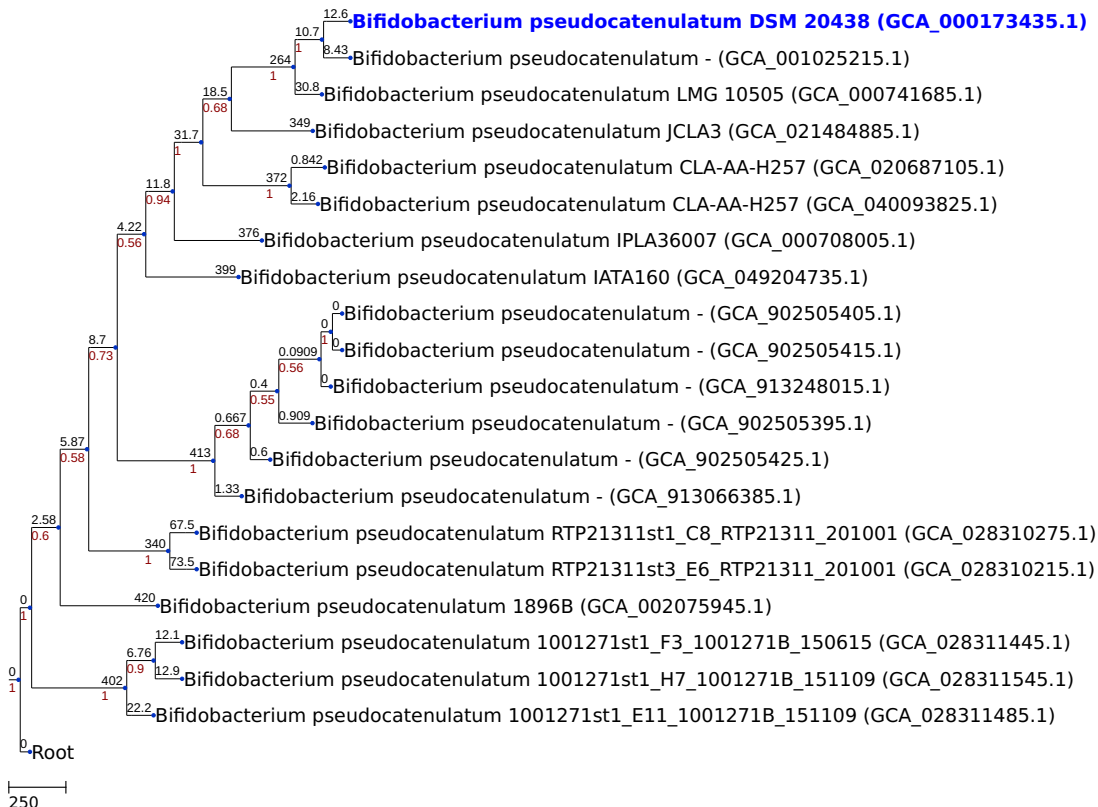 12.6
Bifidobacterium pseudocatenulatum DSM 20438 (GCA_000173435.1)
10.7
1
8.43
Bifidobacterium pseudocatenulatum - (GCA_001025215.1)
264
1
30.8
Bifidobacterium pseudocatenulatum LMG 10505 (GCA_000741685.1)
18.5
0.68
349
Bifidobacterium pseudocatenulatum JCLA3 (GCA_021484885.1)
31.7
1
0.842
Bifidobacterium pseudocatenulatum CLA-AA-H257 (GCA_020687105.1)
372
1
2.16
Bifidobacterium pseudocatenulatum CLA-AA-H257 (GCA_040093825.1)
11.8
0.94
376
Bifidobacterium pseudocatenulatum IPLA36007 (GCA_000708005.1)
4.22
0.56
399
Bifidobacterium pseudocatenulatum IATA160 (GCA_049204735.1)
0
Bifidobacterium pseudocatenulatum - (GCA_902505405.1)
0
1
0
Bifidobacterium pseudocatenulatum - (GCA_902505415.1)
8.7
0.73
0.0909
0.56
0
Bifidobacterium pseudocatenulatum - (GCA_913248015.1)
0.4
0.55
0.909
Bifidobacterium pseudocatenulatum - (GCA_902505395.1)
0.667
0.68
0.6
Bifidobacterium pseudocatenulatum - (GCA_902505425.1)
5.87
0.58
413
1
1.33
Bifidobacterium pseudocatenulatum - (GCA_913066385.1)
67.5
Bifidobacterium pseudocatenulatum RTP21311st1_C8_RTP21311_201001 (GCA_028310275.1)
2.58
0.6
340
1
73.5
Bifidobacterium pseudocatenulatum RTP21311st3_E6_RTP21311_201001 (GCA_028310215.1)
420
Bifidobacterium pseudocatenulatum 1896B (GCA_002075945.1)
0
1
12.1
Bifidobacterium pseudocatenulatum 1001271st1_F3_1001271B_150615 (GCA_028311445.1)
6.76
0.9
12.9
Bifidobacterium pseudocatenulatum 1001271st1_H7_1001271B_151109 (GCA_028311545.1)
0
1
402
1
22.2
Bifidobacterium pseudocatenulatum 1001271st1_E11_1001271B_151109 (GCA_028311485.1)
0
Root
250